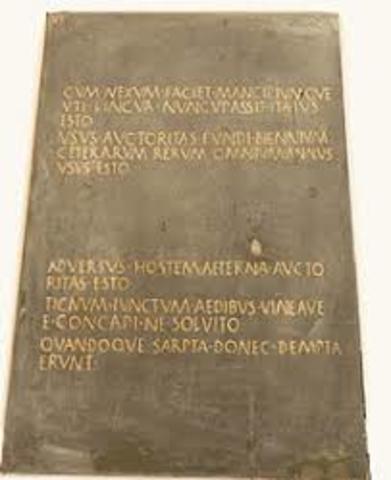 CVM·NEXVM·FACIET·MANCIPIVMQVE
VTI·LINGVA·NVNCVPASSIT·ITA·IVS
ESTO
VSVS·AVCTORITAS·FVNDI·BIENNIVM
CETERARVM·RERVM·OMNIVM·ANNVS
VSVS·ESTO
ADVERSVS·HOSTEM·AETERNA·AVCTO
RITAS·ESTO
TIGNVM·IVNCTVM·AEDIBVS·VINEAVE
E·CONCAPI·NE·SOLVITO
QVANDOQVE SARPTA·DONEC·DEMPTA
ERVNT